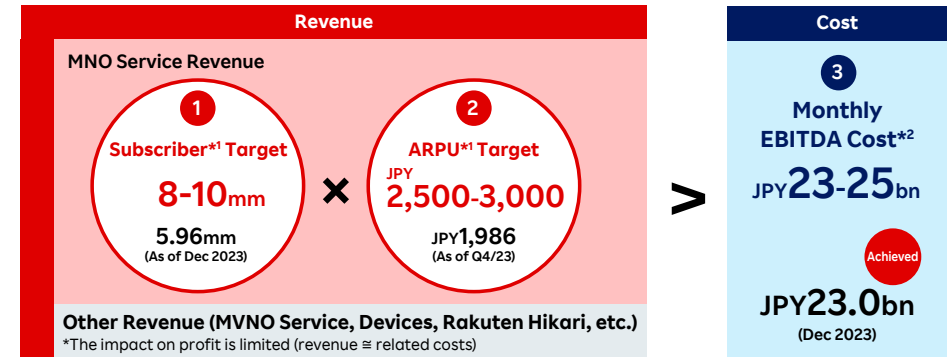 Revenue
MNO Service Revenue
1
Subscriber*1 Target
8-10mm
5.96mm
(As of Dec 2023)
×
2
ARPU*1 Target
JPY
2,500-3,000
JPY1,986
(As of Q4/23)
Other Revenue (MVNO Service, Devices, Rakuten Hikari, etc.)
*The impact on profit is limited (revenue ≅ related costs)
>
Cost
3
Monthly
EBITDA Cost*2
JPY23-25bn
Achieved
JPY23.0bn
(Dec 2023)